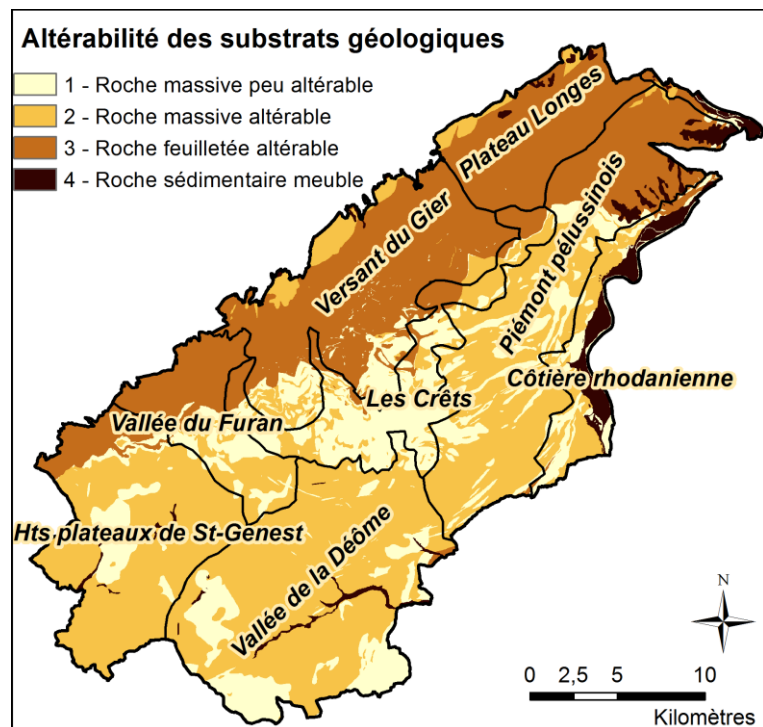 Altérabilité des substrats géologiques
1 - Roche massive peu altérable
2 - Roche massive altérable
3 - Roche feuilletée altérable
4 - Roche sédimentaire meuble
Plateau Longes
Versant du Gier
Piémont pélussinois
Côtière rhodanienne
Les Crêts
Vallée du Furan
Hts plateaux de St-Genest
Vallée de la Déôme
N
0 2,5 5 10
Kilomètres